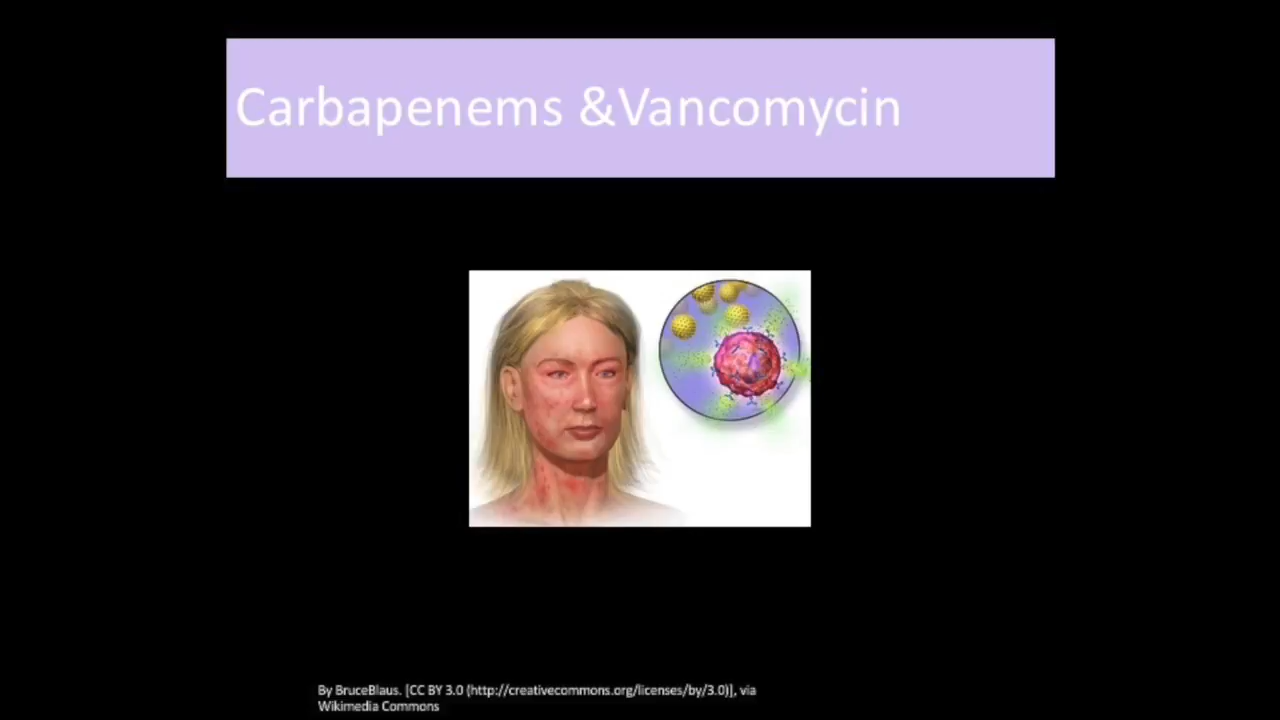 Carbapenems &Vancomycin
By BruceBlaus. [CC BY 3.0 (http://creativecommons.org/licenses/by/3.0)], via
Wikimedia Commons